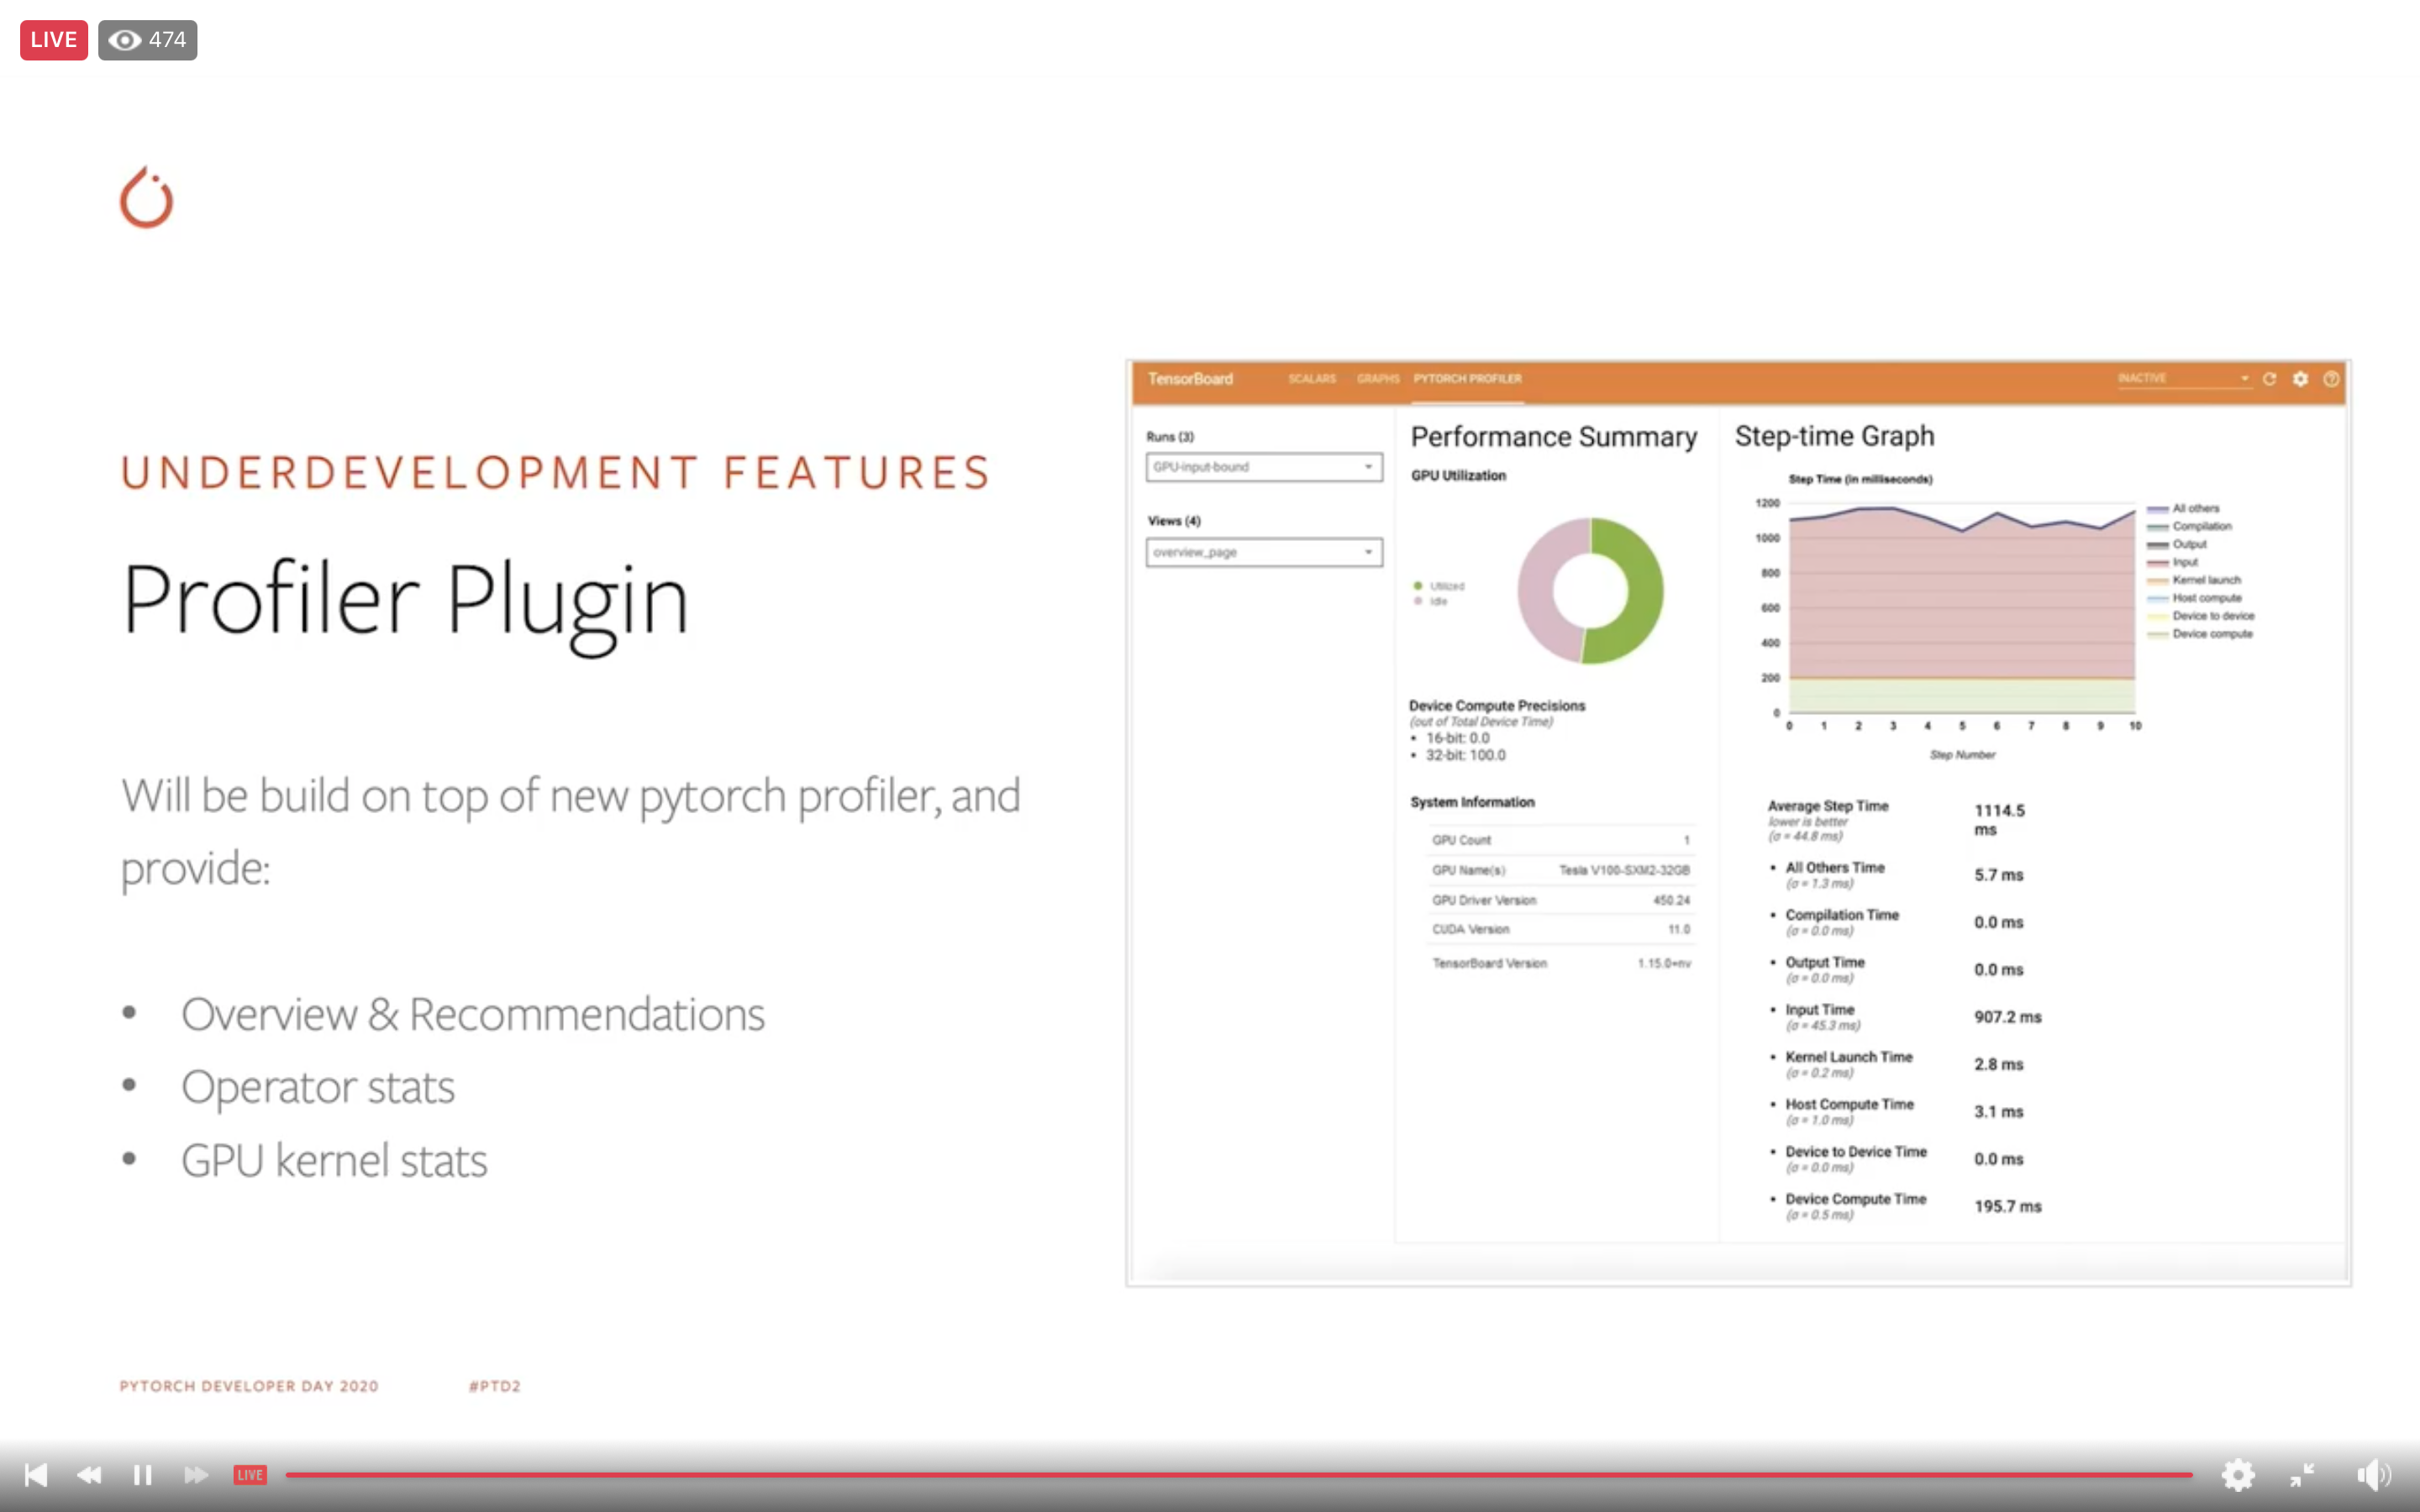 LIVE 474
UNDERDEVELOPMENT FEATURES
Profiler Plugin
Will be build on top of new pytorch profiler, and
provide:
• Overview & Recommendations
• Operator stats
• GPU kernel stats
PYTORCH DEVELOPER DAY 2020 #PTD2
TensorBoard SCALARS GRAPHS PYTORCH PROFILER INACTIVE
Runs (3)
GPU-input-bound
Views (4)
overview_page
Performance Summary
GPU Utilization
Utilized
Idle
Device Compute Precisions
(out of Total Device Time)
• 16-bit: 0.0
• 32-bit: 100.0
System Information
GPU Count 1
GPU Name(s) Tesla V100-SXM2-32GB
GPU Driver Version 450.24
CUDA Version 11.0
TensorBoard Version 1.15.0+nv
Step-time Graph
Step Time (in milliseconds)
1200
1000
800
600
400
200
0
0 1 2 3 4 5 6 7 8 9 10
Step Number
All others
Compilation
Output
Input
Kernel launch
Host compute
Device to device
Device compute
Average Step Time 1114.5
lower is better ms
(σ = 44.8 ms)
• All Others Time 5.7 ms
(σ = 1.3 ms)
• Compilation Time 0.0 ms
(σ = 0.0 ms)
• Output Time 0.0 ms
(σ = 0.0 ms)
• Input Time 907.2 ms
(σ = 45.3 ms)
• Kernel Launch Time 2.8 ms
(σ = 0.2 ms)
• Host Compute Time 3.1 ms
(σ = 1.0 ms)
• Device to Device Time 0.0 ms
(σ = 0.0 ms)
• Device Compute Time 195.7 ms
(σ = 0.5 ms)
LIVE